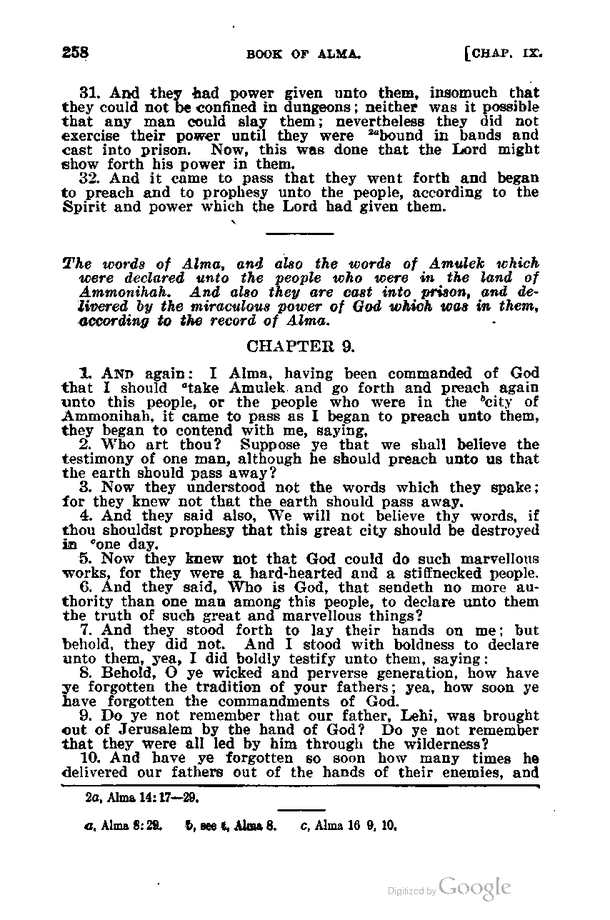 258 BOOK OF ALMA. [CHAP. IX.
31. And they had power given unto them, insomuch that
they could not be confined in dungeons; neither was it possible
that any man could slay them; nevertheless they did not
exercise their power until they were 2abound in bands and
cast into prison. Now, this was done that the Lord might
show forth his power in them.
32. And it came to pass that they went forth and began
to preach and to prophesy unto the people, according to the
Spirit and power which the Lord had given them.
The words of Alma, and also the words of Amulek which
were declared unto the people who were in the land of
Ammonihah. And also they are cast into prison, and de-
livered by the miraculous power of God which was in them,
according to the record of Alma.
CHAPTER 9.
1. AND again: I Alma, having been commanded of God
that I should atake Amulek and go forth and preach again
unto this people, or the people who were in the bcity of
Ammonihah, it came to pass as I began to preach unto them,
they began to contend with me, saying,
2. Who art thou? Suppose ye that we shall believe the
testimony of one man, although he should preach unto us that
the earth should pass away?
3. Now they understood not the words which they spake;
for they knew not that the earth should pass away.
4. And they said also, We will not believe thy words, if
thou shouldst prophesy that this great city should be destroyed
in cone day.
5. Now they knew not that God could do such marvellous
works, for they were a hard-hearted and a stiffnecked people.
6. And they said, Who is God, that sendeth no more au-
thority than one man among this people, to declare unto them
the truth of such great and marvellous things?
7. And they stood forth to lay their hands on me; but
behold, they did not. And I stood with boldness to declare
unto them, yea, I did boldly testify unto them, saying:
8. Behold, O ye wicked and perverse generation, how have
ye forgotten the tradition of your fathers; yea, how soon ye
have forgotten the commandments of God.
9. Do ye not remember that our father, Lehi, was brought
out of Jerusalem by the hand of God? Do ye not remember
that they were all led by him through the wilderness?
10. And have ye forgotten so soon how many times he
delivered our fathers out of the hands of their enemies, and
2a, Alma 14:17—29.
a, Alma 8:29. b, see t, Alma 8. c, Alma 16 9, 10.
Digitized by Google